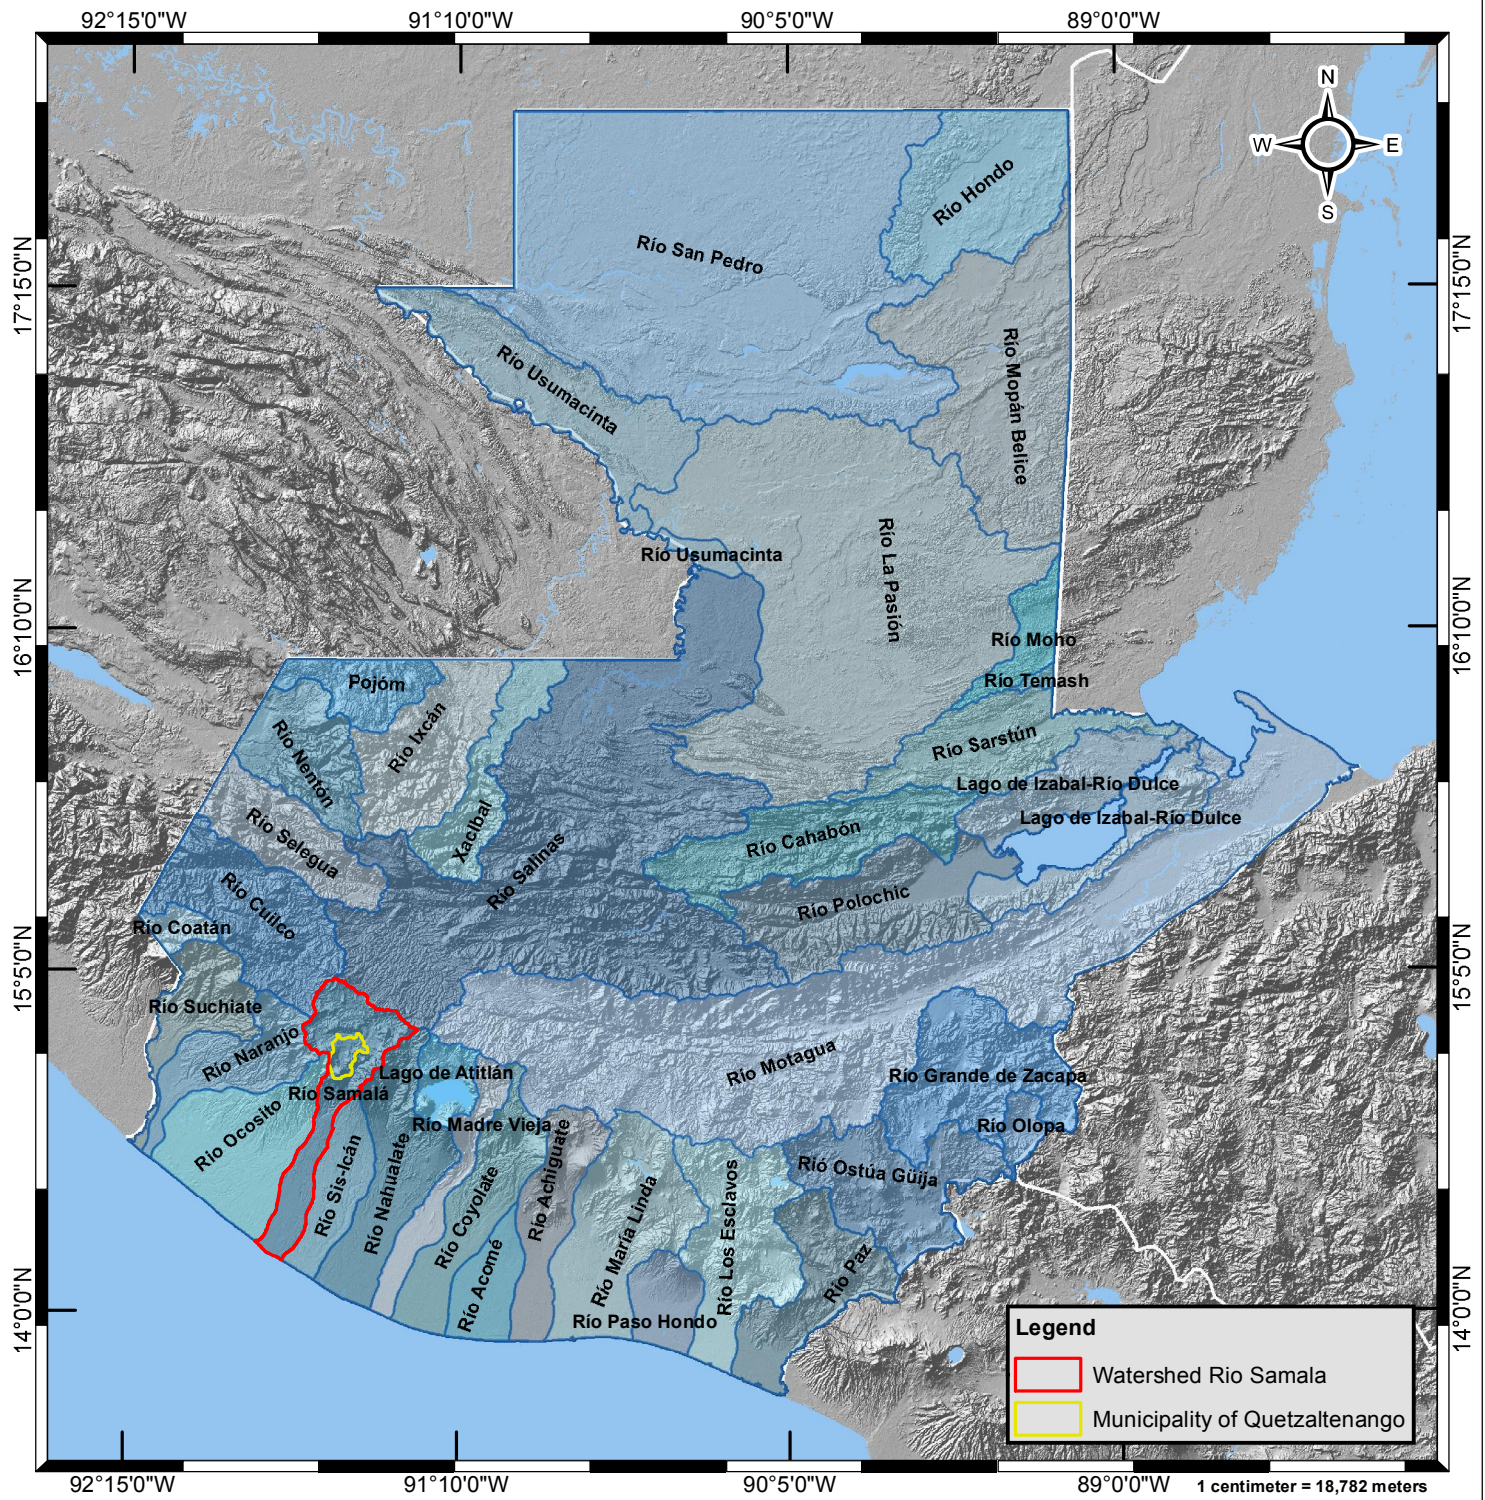 92°15'0"W
91°10'0"W
90°5'0"W
89°0'0"W
N
W
E
S
Río Hondo
Río San Pedro
17°15'0"N
17°15'0"N
Río Mopán Belice
Río Usumacinta
Río La Pasión
Río Usumacinta
16°10'0"N
16°10'0"N
Río Moho
Río Temash
Pojóm
Río Ixcán
Río Nentón
Río Sarstún
Lago de Izabal-Río Dulce
Lago de Izabal-Río Dulce
Río Selegua
Xaclbal
Río Salinas
Río Cahabón
Río Cuilco
Río Polochic
Río Coatán
15°5'0"N
15°5'0"N
Río Suchiate
Río Naranjo
Río Motagua
Lago de Atitlán
Río Grande de Zacapa
Río Samalá
Río Ocosito
Río Madre Vieja
Río Olopa
Río Sis-Icán
Río Nahualate
Río Coyolate
Río Achiguate
Rió Ostúa Güija
Río Acomé
Río María Linda
Río Los Esclavos
Río Paz
Río Paso Hondo
14°0'0"N
14°0'0"N
Legend
Watershed Rio Samala
Municipality of Quetzaltenango
92°15'0"W
91°10'0"W
90°5'0"W
89°0'0"W
1 centimeter = 18,782 meters